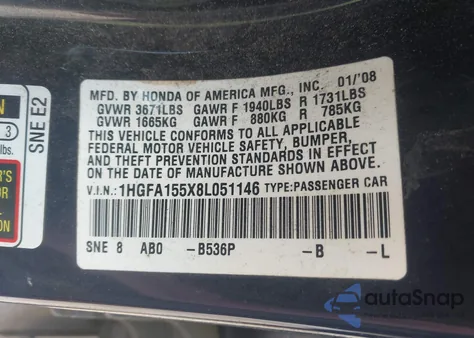 MFD. BY HONDA OF AMERICA MFG., INC. 01/'08
GVWR 3671LBS GAWR F 1940LBS R 1731LBS
GVWR 1665KG GAWR F 880KG R 785KG
THIS VEHICLE CONFORMS TO ALL APPLICABLE
FEDERAL MOTOR VEHICLE SAFETY, BUMPER,
AND THEFT PREVENTION STANDARDS IN EFFECT
ON THE DATE OF MANUFACTURE SHOWN ABOVE.
V.I.N.: 1HGFA155X8L051146 TYPE:PASSENGER CAR
SNE 8 AB0 -B536P -B -L
SNE E2
3
lbs.
autoSnap